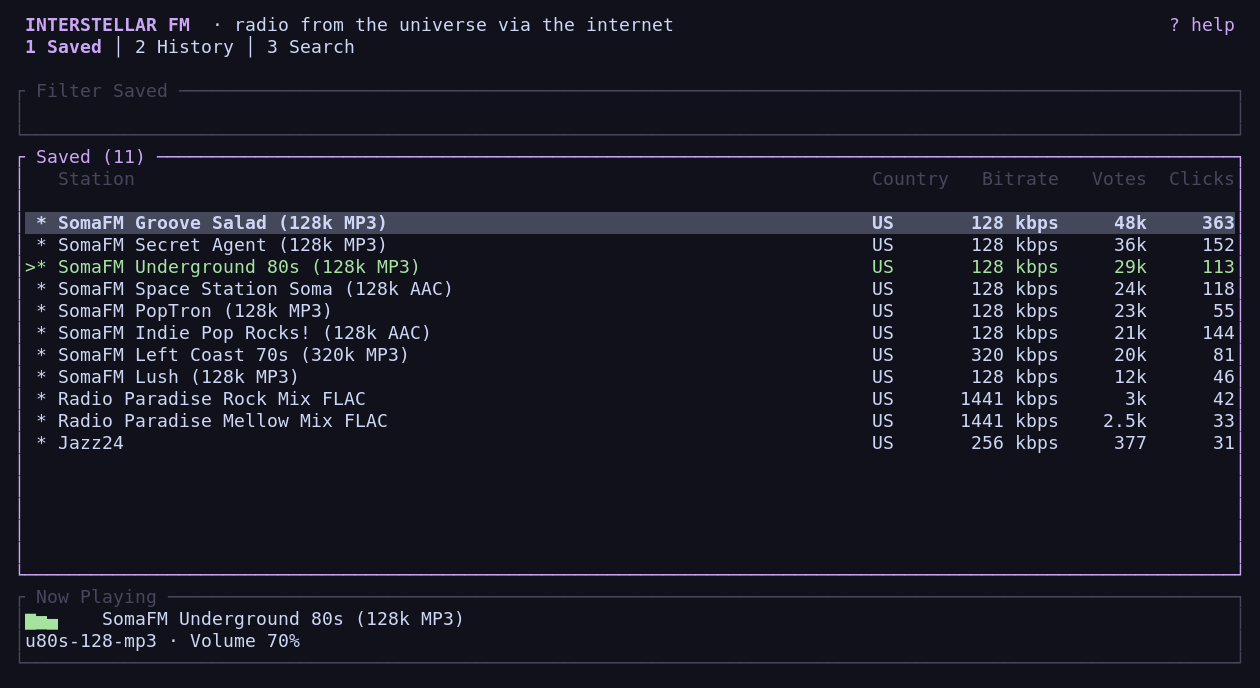 INTERSTELLAR FM · radio from the universe via the internet ? help
1 Saved │ 2 History │ 3 Search
Filter Saved
Saved (11)
Station Country Bitrate Votes Clicks
* SomaFM Groove Salad (128k MP3) US 128 kbps 48k 363
* SomaFM Secret Agent (128k MP3) US 128 kbps 36k 152
>* SomaFM Underground 80s (128k MP3) US 128 kbps 29k 113
* SomaFM Space Station Soma (128k AAC) US 128 kbps 24k 118
* SomaFM PopTron (128k MP3) US 128 kbps 23k 55
* SomaFM Indie Pop Rocks! (128k AAC) US 128 kbps 21k 144
* SomaFM Left Coast 70s (320k MP3) US 320 kbps 20k 81
* SomaFM Lush (128k MP3) US 128 kbps 12k 46
* Radio Paradise Rock Mix FLAC US 1441 kbps 3k 42
* Radio Paradise Mellow Mix FLAC US 1441 kbps 2.5k 33
* Jazz24 US 256 kbps 377 31
Now Playing
SomaFM Underground 80s (128k MP3)
u80s-128-mp3 · Volume 70%